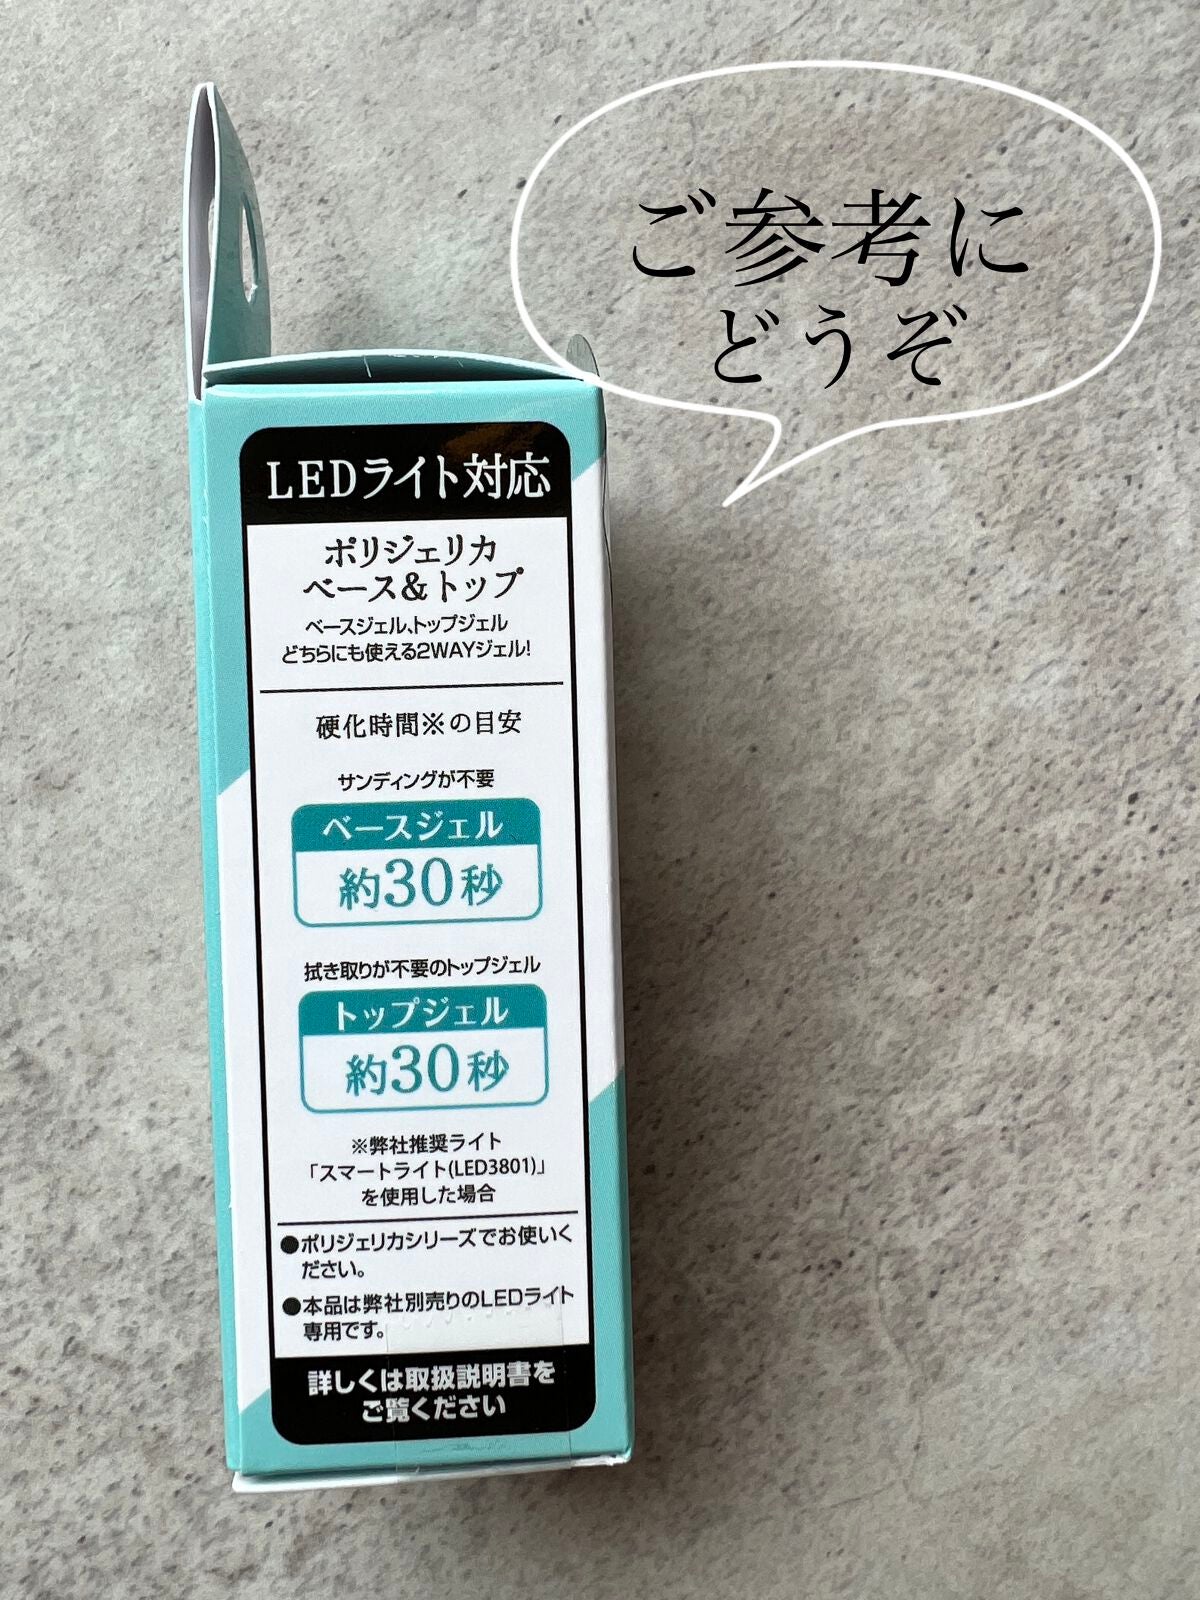 ご参考に
どうぞ
LEDライト対応
ポリジェリカ
ベース&トップ
ベースジェル、トップジェル
どちらにも使える2WAYジェル!
硬化時間※の目安
サンディングが不要
ベースジェル
約30秒
拭き取りが不要のトップジェル
トップジェル
約30秒
※弊社推奨ライト
「スマートライト(LED3801)」
を使用した場合
●ポリジェリカシリーズでお使いく
ださい。
●本品は弊社別売りのLEDライト
専用です。
詳しくは取扱説明書を
ご覧ください